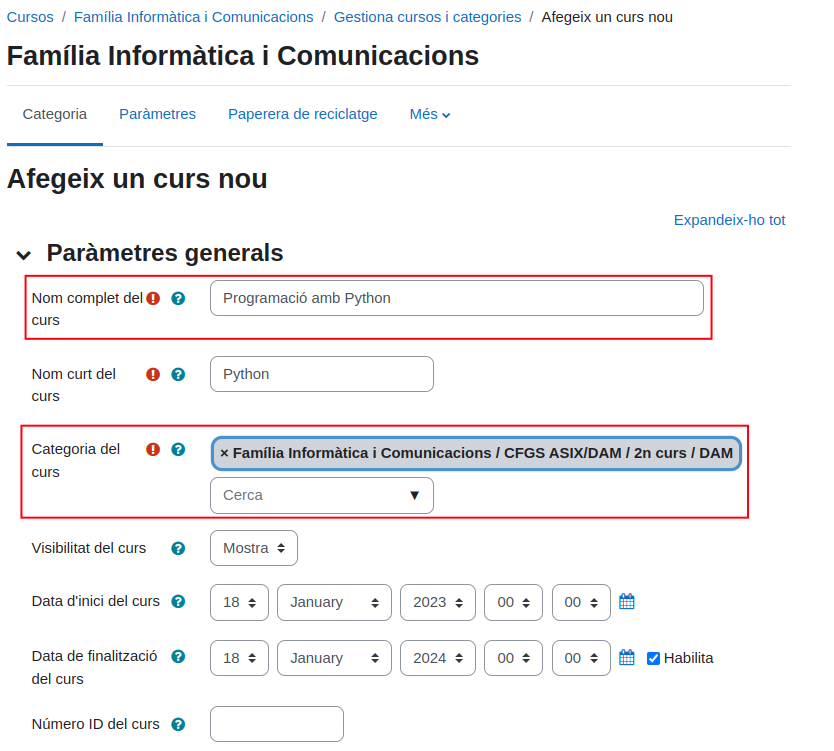 Cursos / Família Informàtica i Comunicacions / Gestiona cursos i categories / Afegeix un curs nou
Família Informàtica i Comunicacions
Categoria Paràmetres Paperera de reciclatge Més
Afegeix un curs nou
Expandeix-ho tot
Paràmetres generals
Nom complet del curs
Programació amb Python
Nom curt del curs
Python
Categoria del curs
× Família Informàtica i Comunicacions / CFGS ASIX/DAM / 2n curs / DAM
Cerca ▼
Visibilitat del curs Mostra
Data d'inici del curs 18 January 2023 00 00
Data de finalització del curs
18 January 2024 00 00 Habilita
Número ID del curs